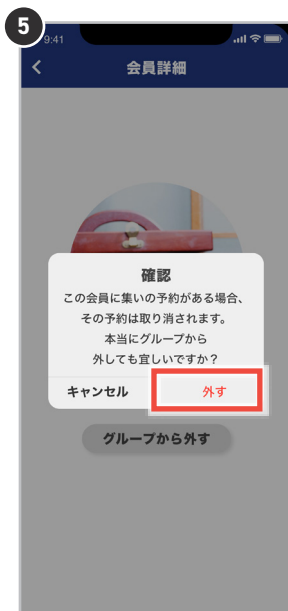 5
9:41
会員詳細
確認
この会員に集いの予約がある場合、
その予約は取り消されます。
本当にグループから
外しても宜しいですか？
キャンセル 外す
グループから外す